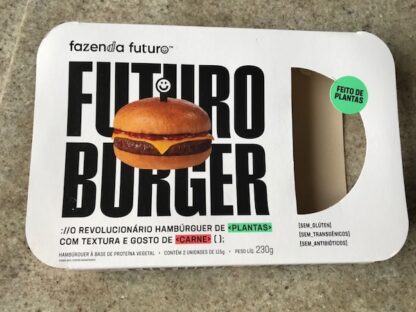 fazenda futuro™
FUTURO
BURGER
FEITO DE
PLANTAS
://O REVOLUCIONÁRIO HAMBÚRGUER DE <PLANTAS>
COM TEXTURA E GOSTO DE <CARNE> { };
HAMBÚRGUER À BASE DE PROTEÍNA VEGETAL • CONTÉM 2 UNIDADES DE 115g • PESO LÍQ. 230g
[SEM_GLÚTEN]
[SEM_TRANSGÊNICOS]
[SEM_ANTIBIÓTICOS]